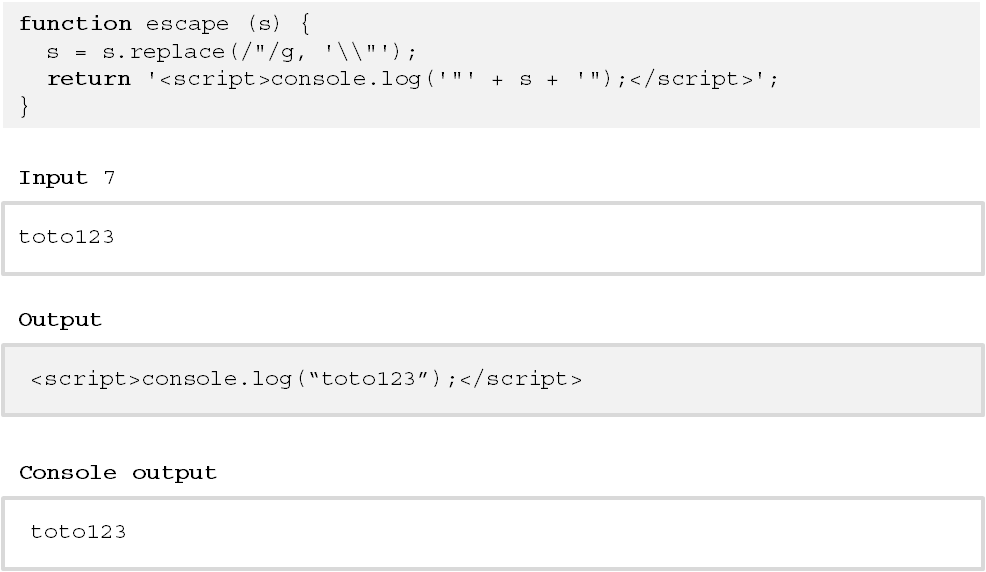 function escape (s) {
  s = s.replace(/"/g, '\\"');
  return '<script>console.log('"' + s + '");</script>';
}
Input 7
toto123
Output
<script>console.log(“toto123”);</script>
Console output
toto123